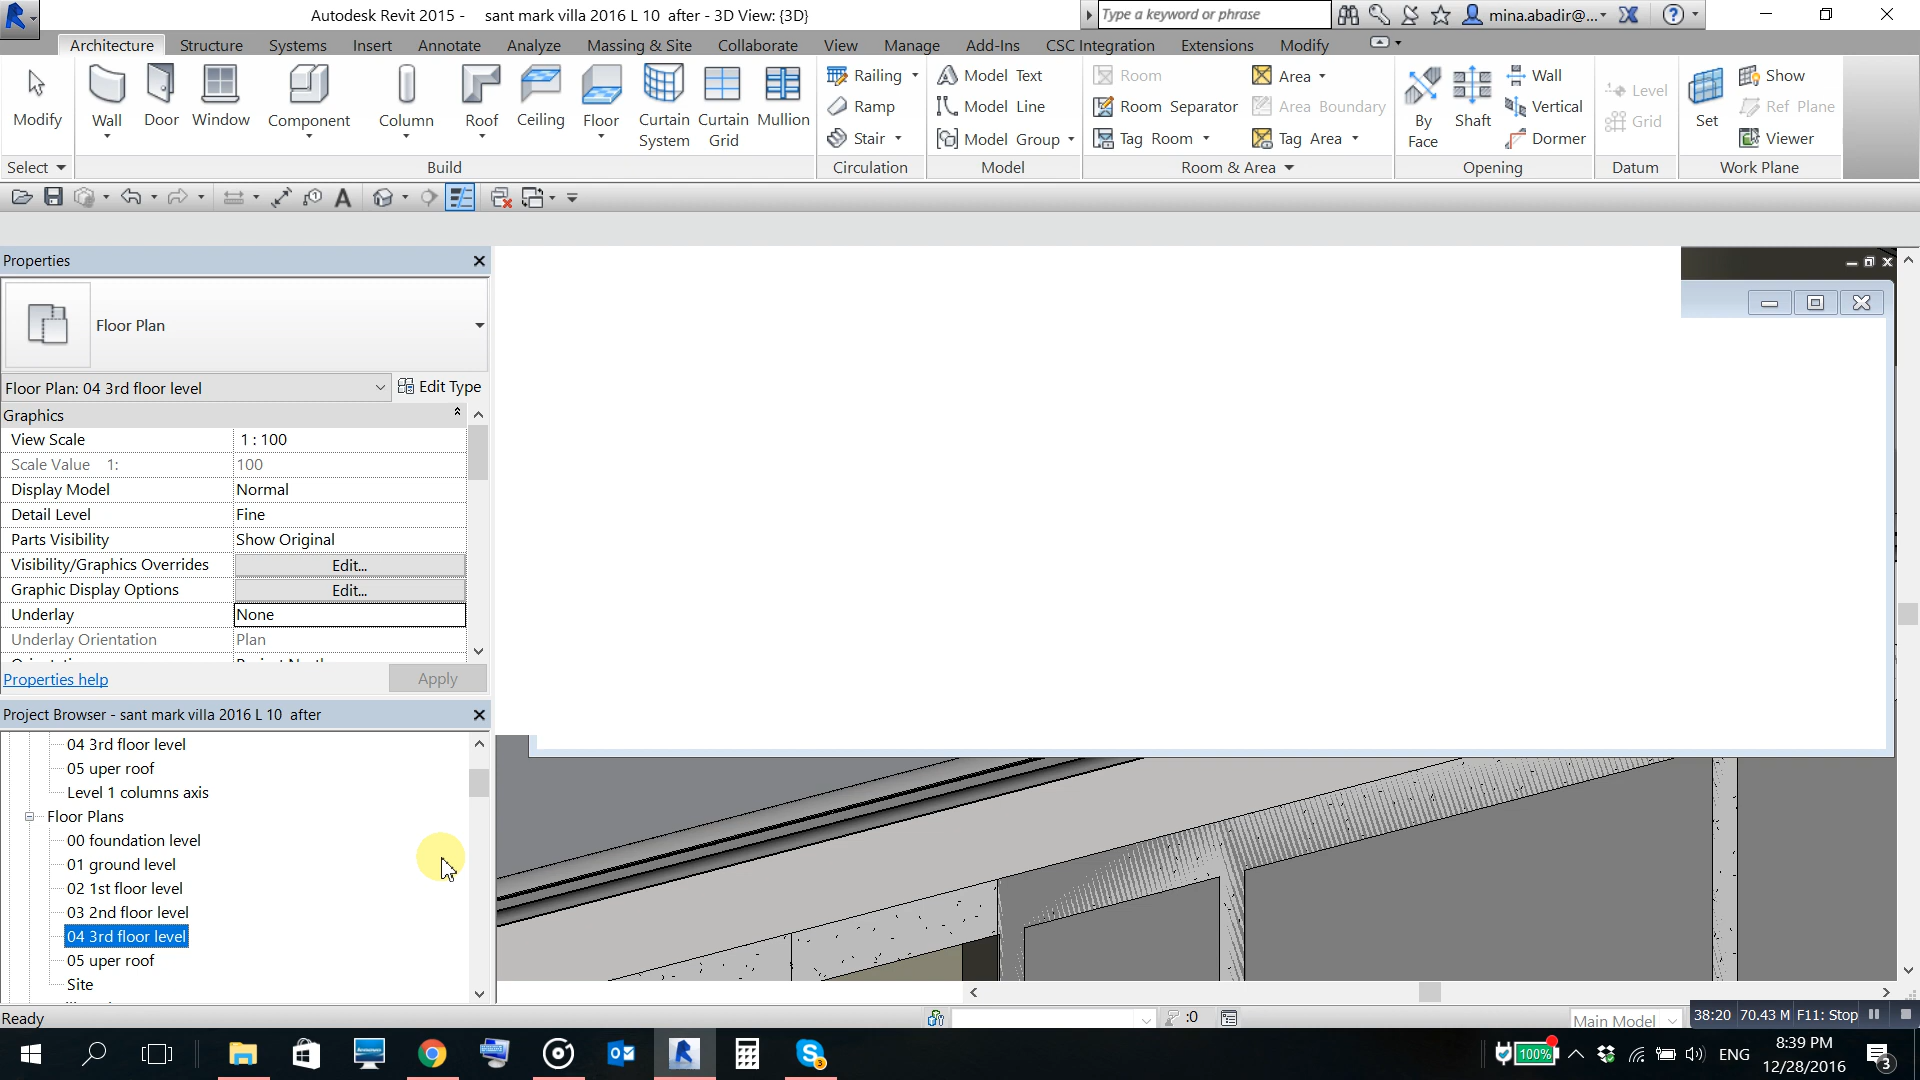 Autodesk Revit 2015 - sant mark villa 2016 L 10 after - 3D View: {3D}
Type a keyword or phrase
mina.abadir@...
Architecture Structure Systems Insert Annotate Analyze Massing & Site Collaborate View Manage Add-Ins CSC Integration Extensions Modify
Modify
Wall
Door
Window
Component
Column
Roof
Ceiling
Floor
Curtain System
Curtain Grid
Mullion
Railing
Ramp
Stair
Model Text
Model Line
Model Group
Room
Room Separator
Tag Room
Area
Area Boundary
Tag Area
By Face
Shaft
Wall
Vertical
Dormer
Level
Grid
Set
Show
Ref Plane
Viewer
Select Build Circulation Model Room & Area Opening Datum Work Plane
Properties
Floor Plan
Floor Plan: 04 3rd floor level Edit Type
Graphics
View Scale 1 : 100
Scale Value 1: 100
Display Model Normal
Detail Level Fine
Parts Visibility Show Original
Visibility/Graphics Overrides Edit...
Graphic Display Options Edit...
Underlay None
Underlay Orientation Plan
Properties help Apply
Project Browser - sant mark villa 2016 L 10 after
04 3rd floor level
05 uper roof
Level 1 columns axis
Floor Plans
00 foundation level
01 ground level
02 1st floor level
03 2nd floor level
04 3rd floor level
05 uper roof
Site
Ready
:0
Main Model
38:20 70.43 M F11: Stop
100%
ENG
8:39 PM
12/28/2016
3
3